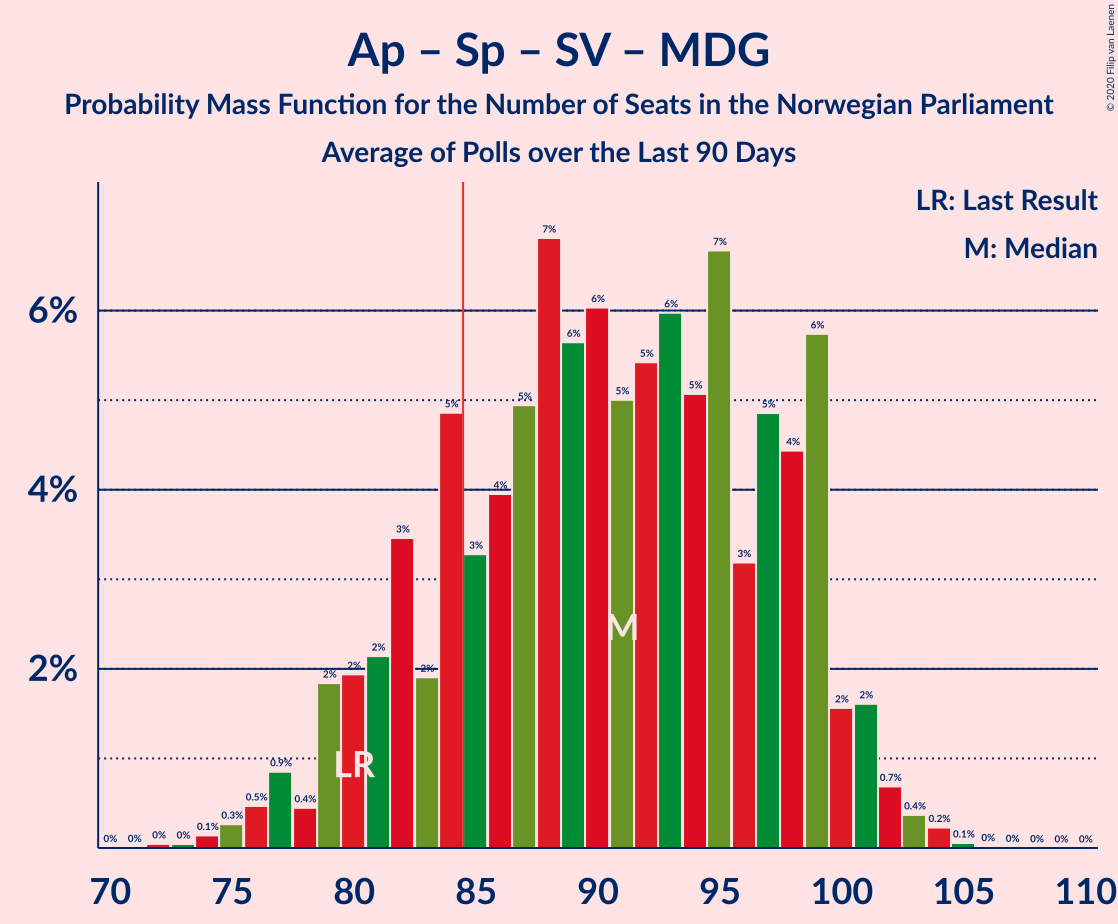 Ap – Sp – SV – MDG
Probability Mass Function for the Number of Seats in the Norwegian Parliament
Average of Polls over the Last 90 Days
© 2020 Filip van Laenen
LR: Last Result
M: Median
6%
4%
2%
0% 0% 0% 0% 0.1% 0.3% 0.5% 0.9% 0.4% 2% 2% 2% 3% 2% 5% 3% 4% 5% 7% 6% 6% 5% 5% 6% 5% 7% 3% 5% 4% 6% 2% 2% 0.7% 0.4% 0.2% 0.1% 0% 0% 0% 0% 0%
LR
M
70 75 80 85 90 95 100 105 110